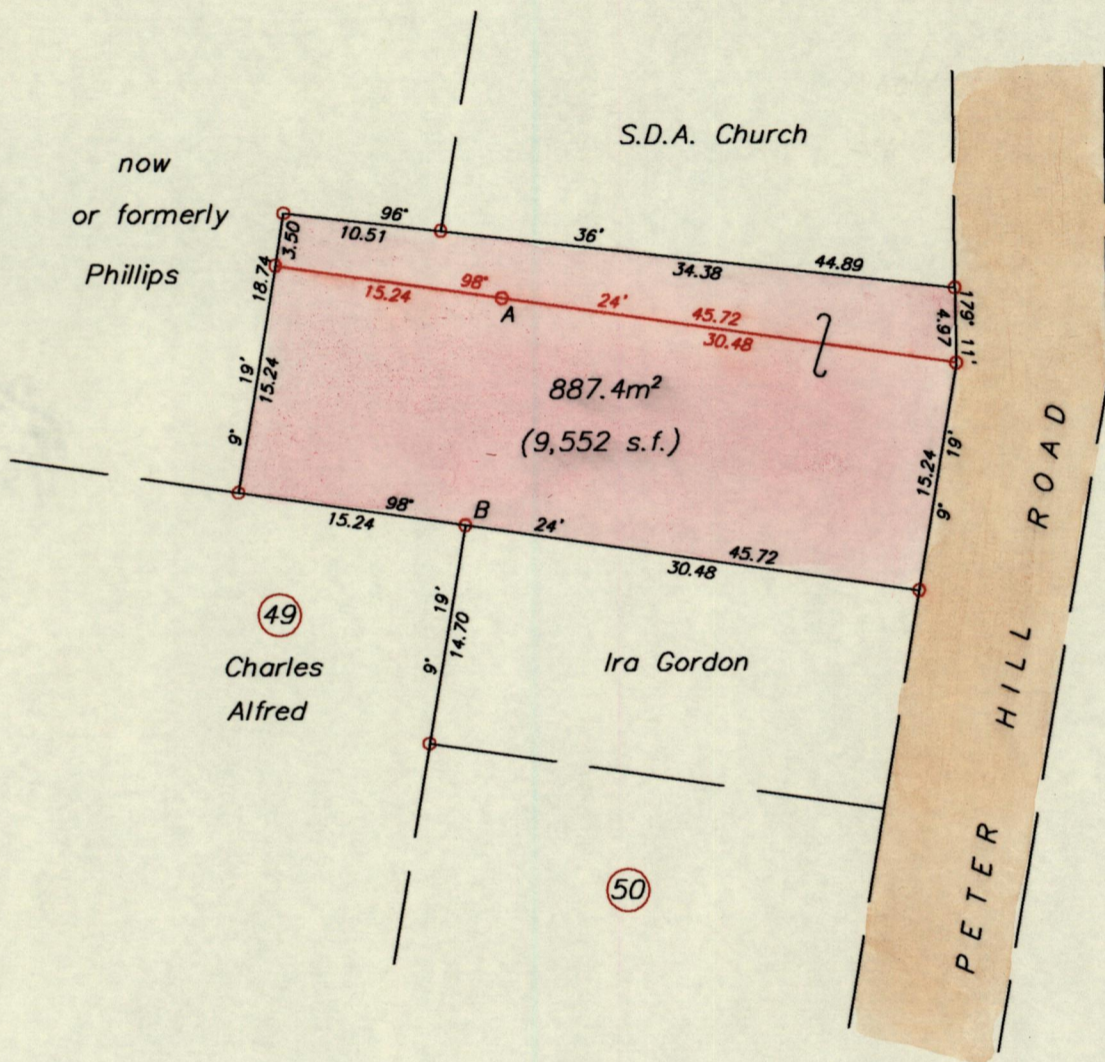 now
or formerly
Phillips
S.D.A. Church
96° 36' 44.89
10.51 34.38
3.50
18.74
98° 24' 45.72
15.24 A 30.48
179° 11'
4.97
887.4m²
(9,552 s.f.)
9° 19'
15.24
9° 19'
15.24
98° B 24' 45.72
15.24 30.48
9° 19'
14.70
49
Charles
Alfred
Ira Gordon
50
PETER HILL ROAD